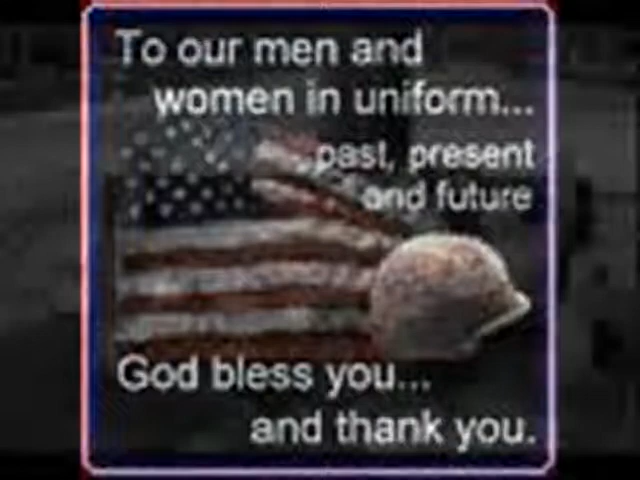 To our men and
women in uniform...
past, present
and future
God bless you...
and thank you.